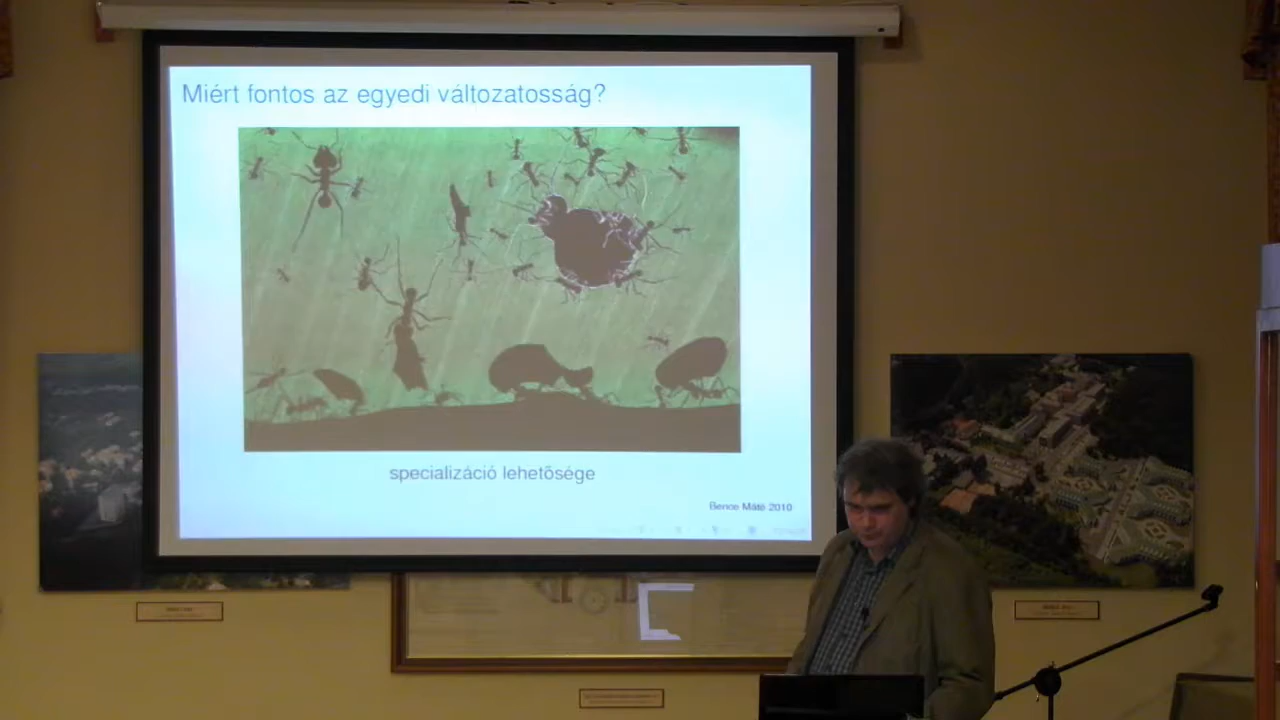 Miért fontos az egyedi változatosság?
specializáció lehetősége
Bence Máté 2010